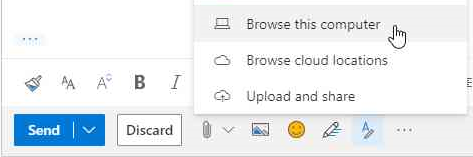 Browse this computer
Browse cloud locations
Upload and share
B I
Send Discard